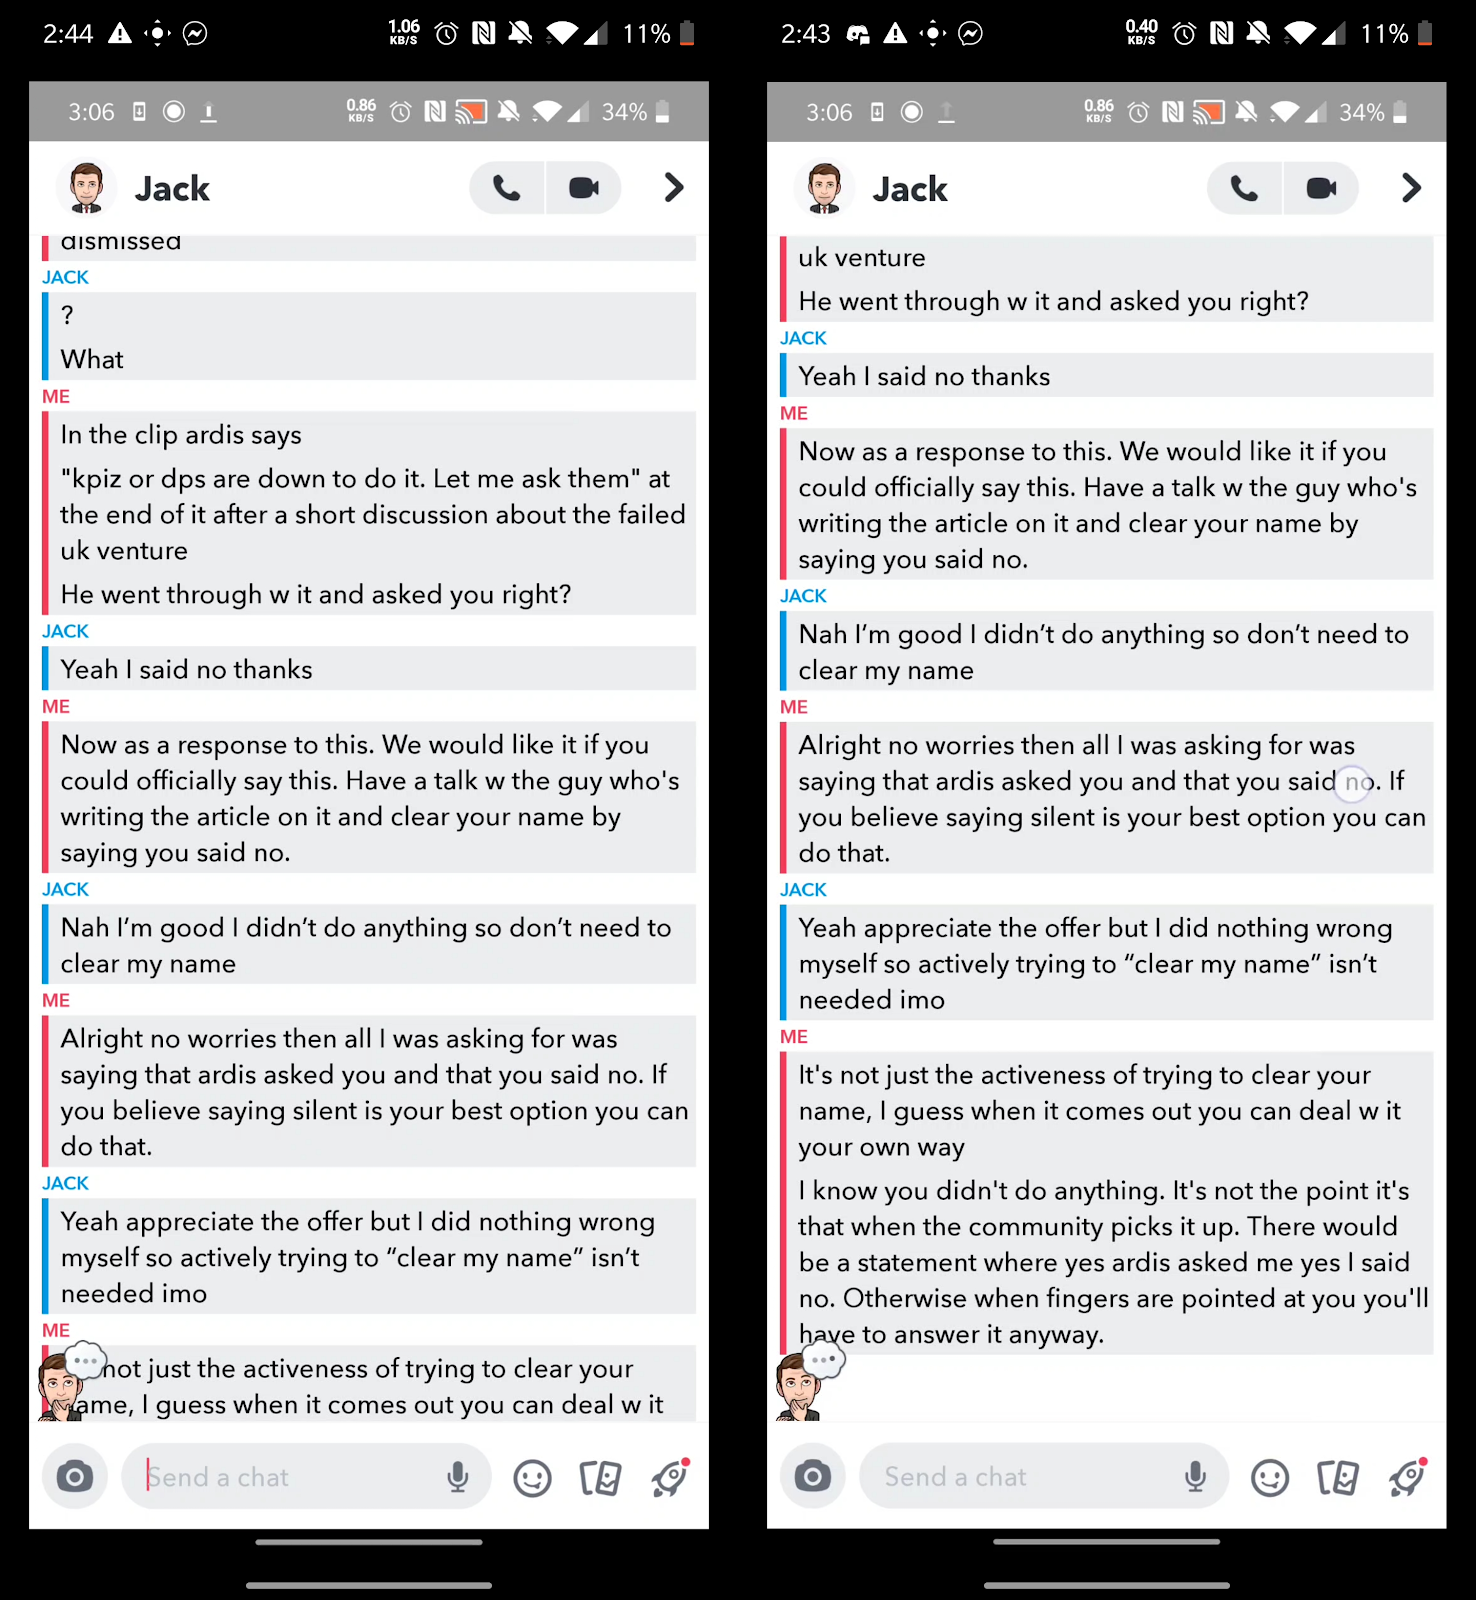 2:44
1.06
KB/S
11%
3:06
0.86
KB/S
34%
Jack
dismissed
JACK
?
What
ME
In the clip ardis says
"kpiz or dps are down to do it. Let me ask them" at
the end of it after a short discussion about the failed
uk venture
He went through w it and asked you right?
JACK
Yeah I said no thanks
ME
Now as a response to this. We would like it if you
could officially say this. Have a talk w the guy who's
writing the article on it and clear your name by
saying you said no.
JACK
Nah I’m good I didn’t do anything so don’t need to
clear my name
ME
Alright no worries then all I was asking for was
saying that ardis asked you and that you said no. If
you believe saying silent is your best option you can
do that.
JACK
Yeah appreciate the offer but I did nothing wrong
myself so actively trying to “clear my name” isn’t
needed imo
ME
not just the activeness of trying to clear your
ame, I guess when it comes out you can deal w it
Send a chat
2:43
0.40
KB/S
11%
3:06
0.86
KB/S
34%
Jack
uk venture
He went through w it and asked you right?
JACK
Yeah I said no thanks
ME
Now as a response to this. We would like it if you
could officially say this. Have a talk w the guy who's
writing the article on it and clear your name by
saying you said no.
JACK
Nah I’m good I didn’t do anything so don’t need to
clear my name
ME
Alright no worries then all I was asking for was
saying that ardis asked you and that you said no. If
you believe saying silent is your best option you can
do that.
JACK
Yeah appreciate the offer but I did nothing wrong
myself so actively trying to “clear my name” isn’t
needed imo
ME
It's not just the activeness of trying to clear your
name, I guess when it comes out you can deal w it
your own way
I know you didn't do anything. It's not the point it's
that when the community picks it up. There would
be a statement where yes ardis asked me yes I said
no. Otherwise when fingers are pointed at you you'll
have to answer it anyway.
Send a chat